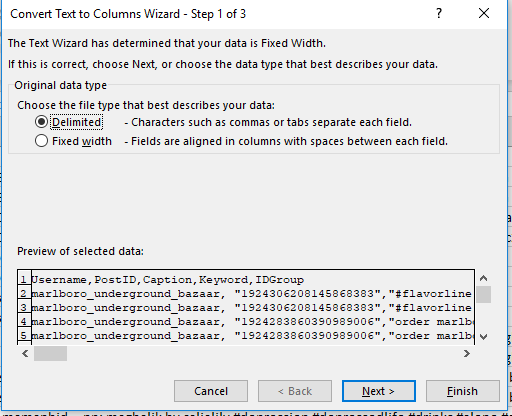 Convert Text to Columns Wizard - Step 1 of 3 ? ×
The Text Wizard has determined that your data is Fixed Width.
If this is correct, choose Next, or choose the data type that best describes your data.
Original data type
Choose the file type that best describes your data:
Delimited - Characters such as commas or tabs separate each field.
Fixed width - Fields are aligned in columns with spaces between each field.
Preview of selected data:
1 Username,PostID,Caption,Keyword,IDGroup
2 marlboro_underground_bazaar, "1924306208145868383","#flavorline
3 marlboro_underground_bazaar, "1924306208145868383","#flavorline
4 marlboro_underground_bazaar, "1924283860390989006","order marlbo
5 marlboro_underground_bazaar, "1924283860390989006","order marlbo
Cancel < Back Next > Finish